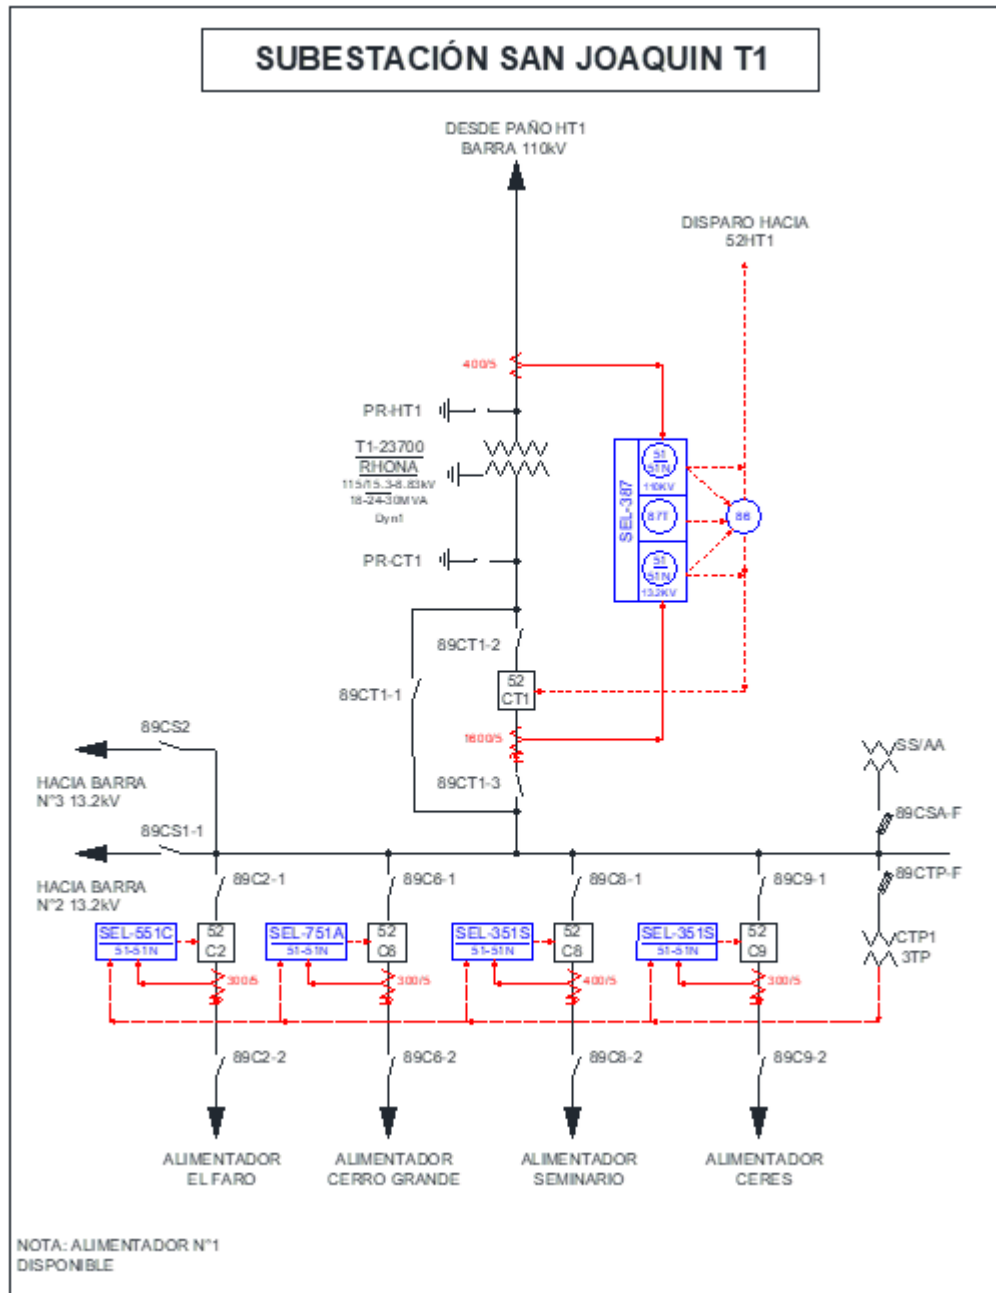 SUBESTACIÓN SAN JOAQUIN T1
DESDE PAÑO HT1
BARRA 110kV
DISPARO HACIA
52HT1
400/5
PR-HT1
T1-23700
RHONA
115/15.3-8.83kV
18-24-30MVA
Dyn1
PR-CT1
SEL-387
51
51N
110KV
87T
51
51N
13.2KV
86
89CT1-2
89CT1-1
52
CT1
1600/5
89CT1-3
89CS2
HACIA BARRA
N°3 13.2kV
89CS1-1
HACIA BARRA
N°2 13.2kV
SS/AA
89CSA-F
89CTP-F
CTP1
3TP
89C2-1
89C6-1
89C8-1
89C9-1
SEL-551C
51-51N
52
C2
SEL-751A
51-51N
52
C6
SEL-351S
51-51N
52
C8
SEL-351S
51-51N
52
C9
300/5
300/5
400/5
300/5
89C2-2
89C6-2
89C8-2
89C9-2
ALIMENTADOR
EL FARO
ALIMENTADOR
CERRO GRANDE
ALIMENTADOR
SEMINARIO
ALIMENTADOR
CERES
NOTA: ALIMENTADOR N°1
DISPONIBLE